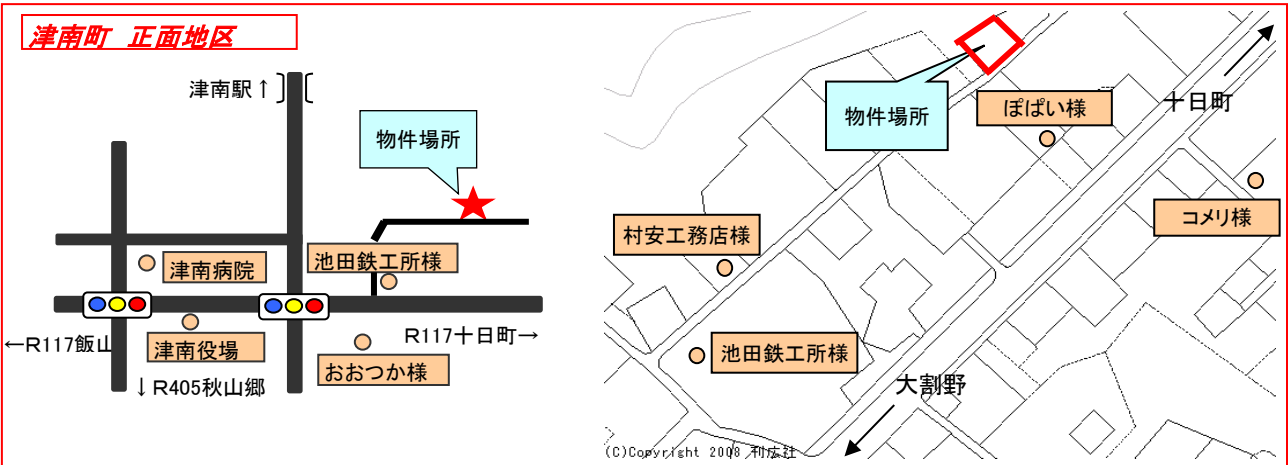 津南町 正面地区
津南駅↑
物件場所
池田鉄工所様
津南病院
←R117飯山
津南役場
R117十日町→
おおつか様
↓R405秋山郷
物件場所
ぽぱい様
十日町
コメリ様
村安工務店様
池田鉄工所様
大割野
(C)Copyright 2008 刊広社